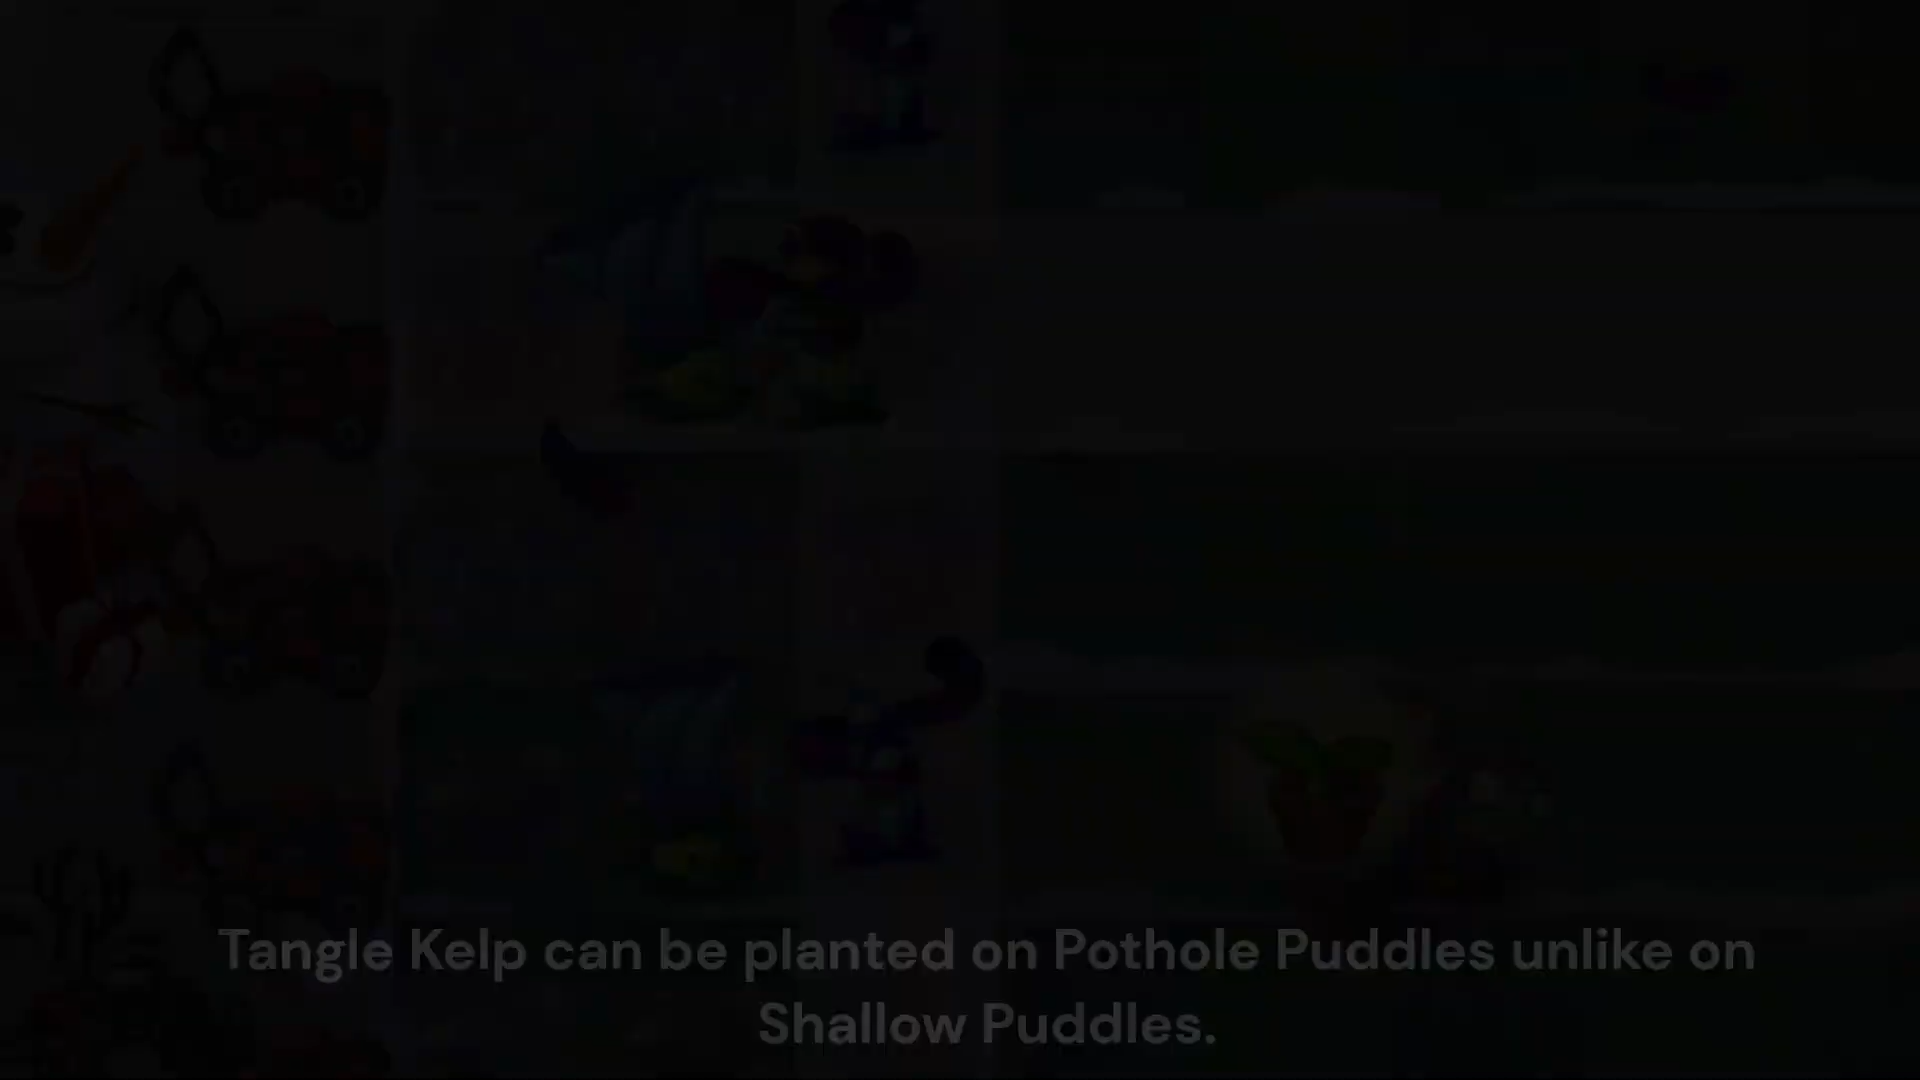 Tangle Kelp can be planted on Pothole Puddles unlike on
Shallow Puddles.